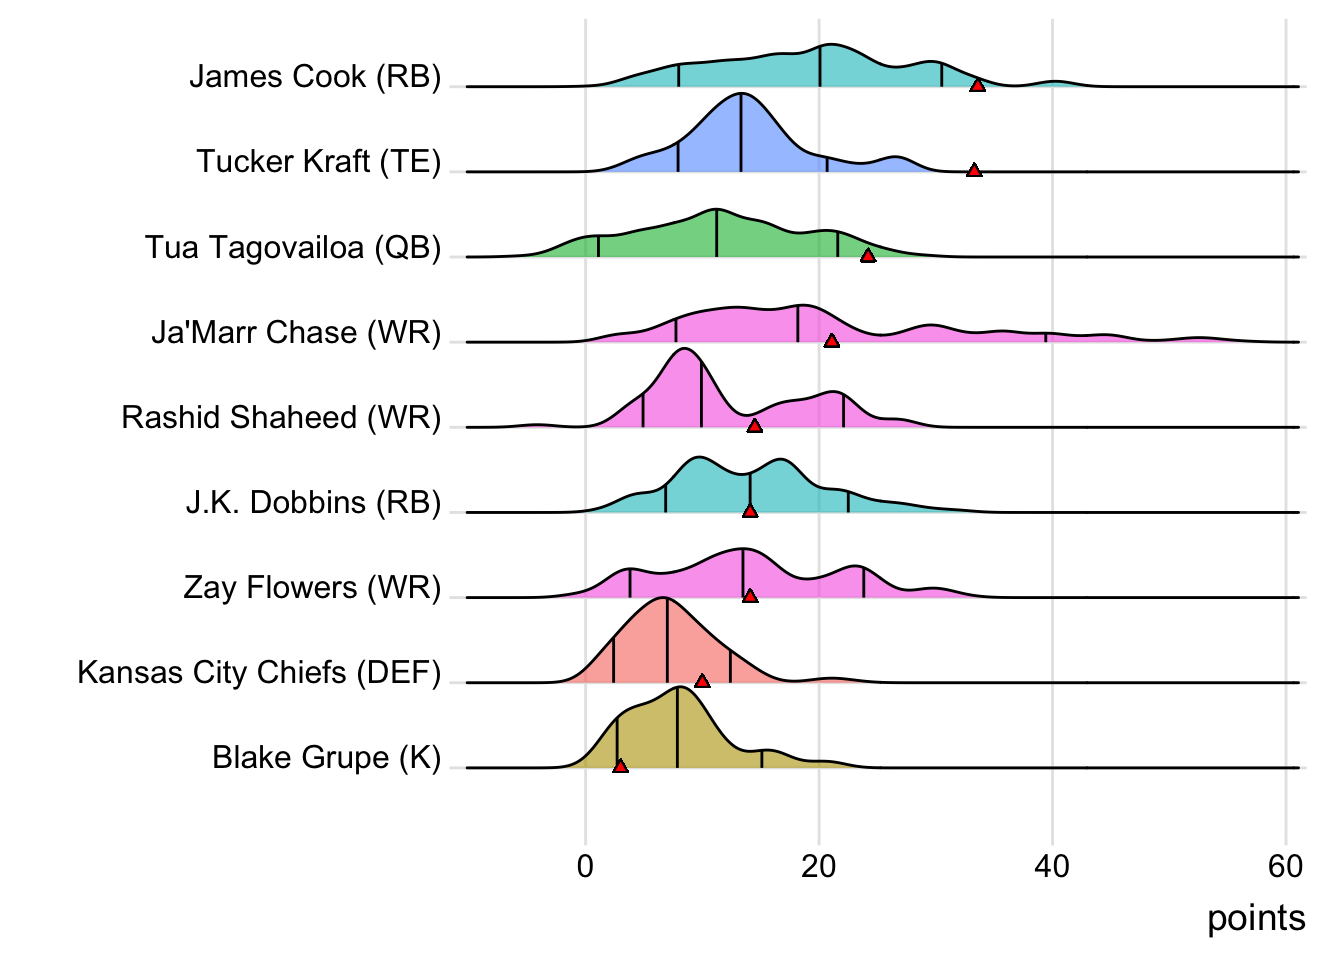 James Cook (RB)
Tucker Kraft (TE)
Tua Tagovailoa (QB)
Ja'Marr Chase (WR)
Rashid Shaheed (WR)
J.K. Dobbins (RB)
Zay Flowers (WR)
Kansas City Chiefs (DEF)
Blake Grupe (K)
0 20 40 60
points